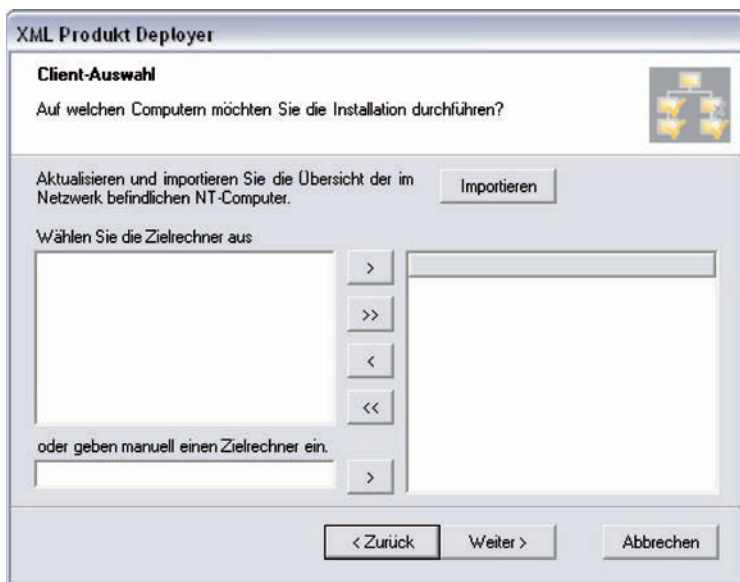 XML Produkt Deployer
Client-Auswahl
Auf welchen Computern möchten Sie die Installation durchführen?
Aktualisieren und importieren Sie die Übersicht der im
Netzwerk befindlichen NT-Computer.
Importieren
Wählen Sie die Zielrechner aus
>
>>
<
<<
oder geben manuell einen Zielrechner ein.
>
< Zurück
Weiter >
Abbrechen